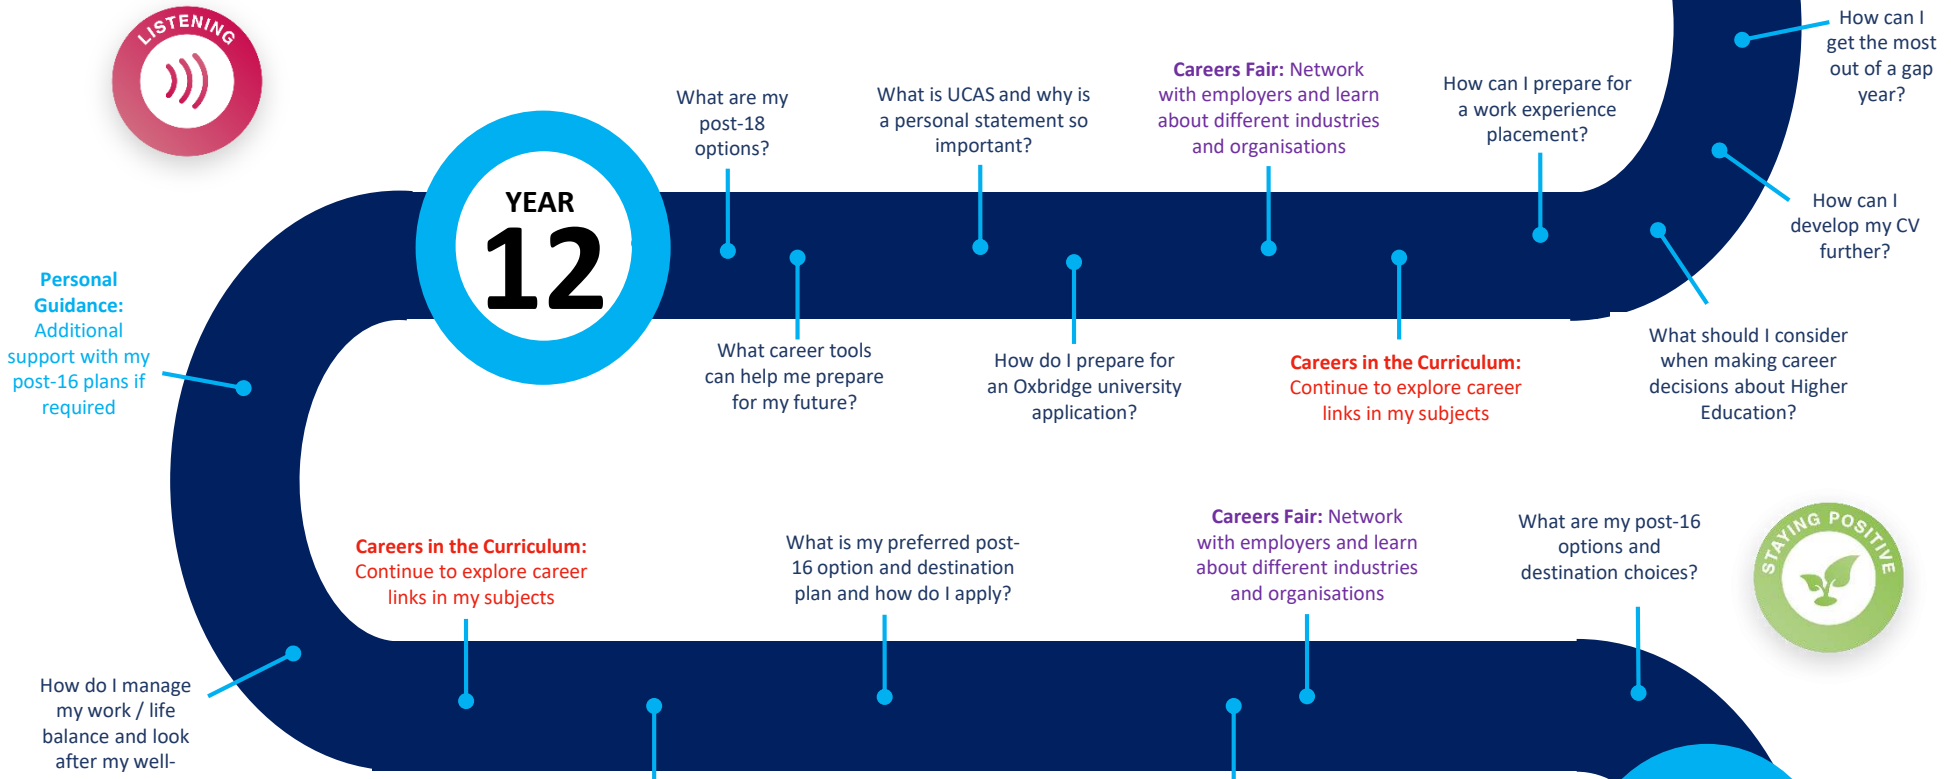 LISTENING
How can I
get the most
out of a gap
year?
Careers Fair: Network
with employers and learn
about different industries
and organisations
How can I prepare for
a work experience
placement?
What are my
post-18
options?
What is UCAS and why is
a personal statement so
important?
YEAR
12
How can I
develop my CV
further?
Personal
Guidance:
Additional
support with my
post-16 plans if
required
What career tools
can help me prepare
for my future?
How do I prepare for
an Oxbridge university
application?
Careers in the Curriculum:
Continue to explore career
links in my subjects
What should I consider
when making career
decisions about Higher
Education?
Careers in the Curriculum:
Continue to explore career
links in my subjects
What is my preferred post-
16 option and destination
plan and how do I apply?
Careers Fair: Network
with employers and learn
about different industries
and organisations
What are my post-16
options and
destination choices?
STAYING POSITIVE
How do I manage
my work / life
balance and look
after my well-